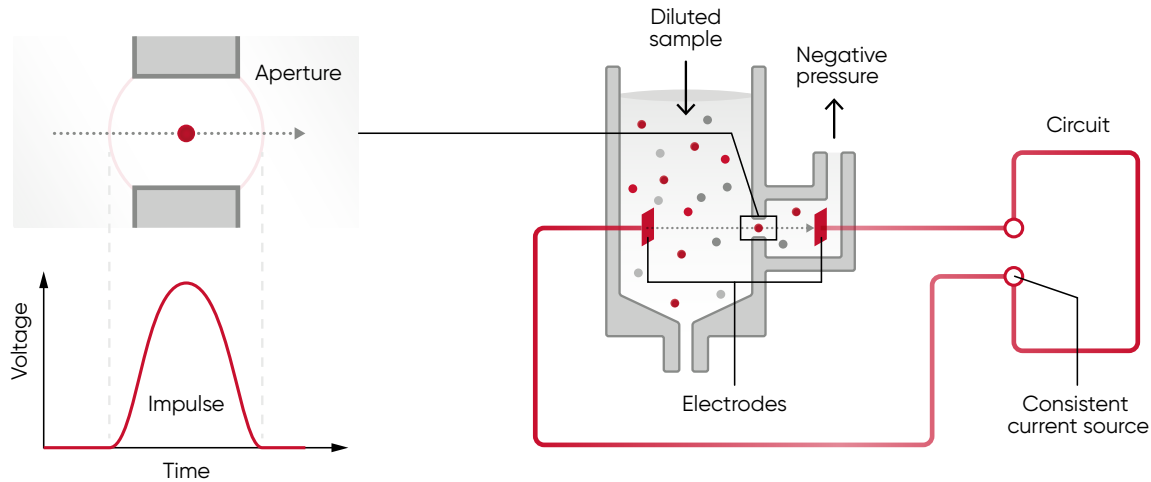 Aperture
Voltage
Impulse
Time
Diluted
sample
Negative
pressure
Circuit
Electrodes
Consistent
current source